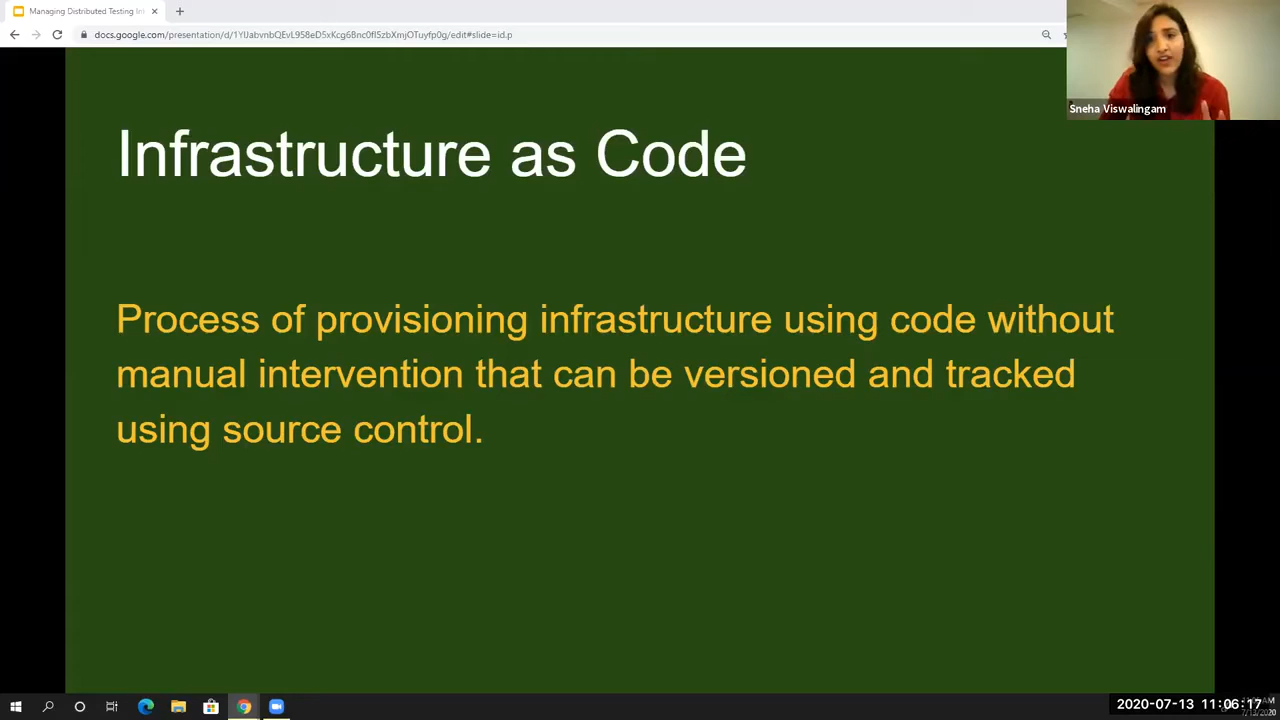 Managing Distributed Testing In
docs.google.com/presentation/d/1YlJabvnbQEvL958eD5xKcg6Bnc0fl5zbXmjOTuyfp0g/edit#slide=id.p
Sneha Viswalingam
Infrastructure as Code
Process of provisioning infrastructure using code without
manual intervention that can be versioned and tracked
using source control.
2020-07-13 11:06:17